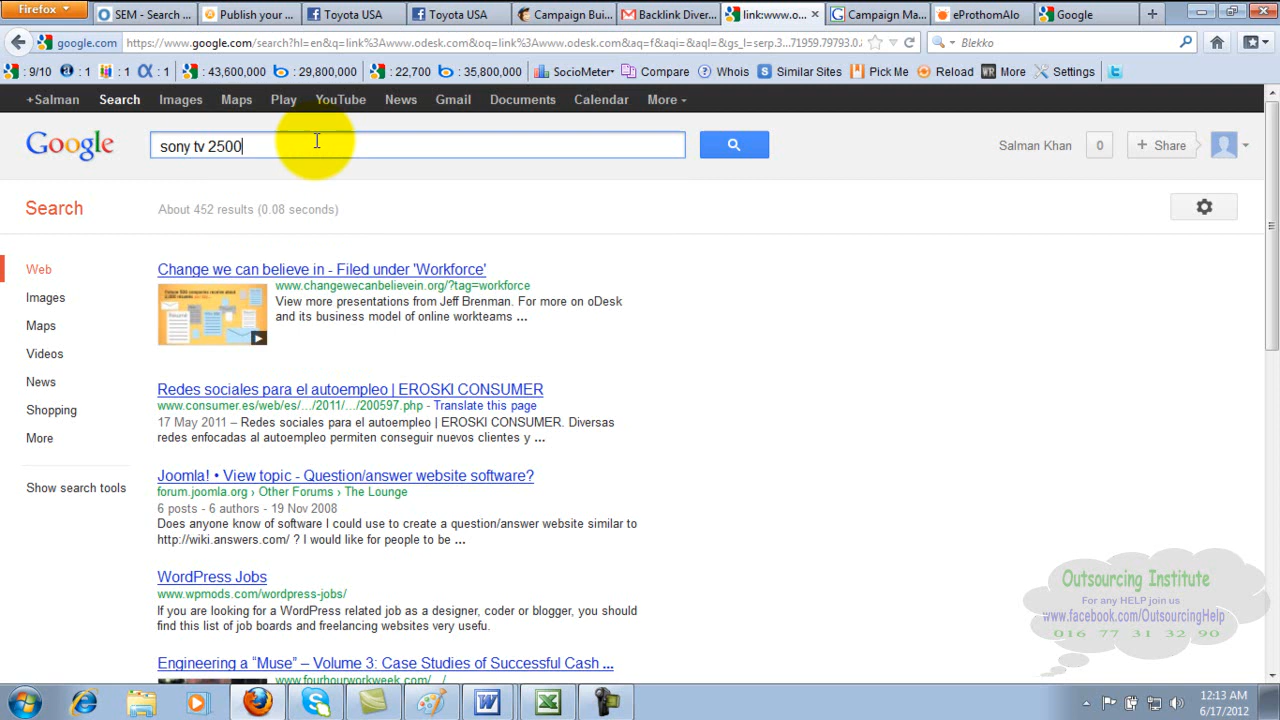 Firefox
SEM - Search ...
Publish your ...
Toyota USA
Toyota USA
Campaign Bui...
Backlink Diver...
link:www.o...
Campaign Ma...
eProthomAlo
Google
google.com
https://www.google.com/search?hl=en&q=link%3Awww.odesk.com&oq=link%3Awww.odesk.com&aq=f&aqi=&aql=&gs_l=serp.3...71959.79793.0.
Blekko
: 9/10 : 1 : 1 : 1 : 43,600,000 : 29,800,000 : 22,700 : 35,800,000 SocioMeter Compare Whois Similar Sites Pick Me Reload More Settings
+Salman Search Images Maps Play YouTube News Gmail Documents Calendar More
Google
sony tv 2500
Salman Khan 0 + Share
Search
About 452 results (0.08 seconds)
Web
Images
Maps
Videos
News
Shopping
More
Show search tools
Change we can believe in - Filed under 'Workforce'
www.changewecanbelievein.org/?tag=workforce
View more presentations from Jeff Brenman. For more on oDesk
and its business model of online workteams ...
Redes sociales para el autoempleo | EROSKI CONSUMER
www.consumer.es/web/es/.../2011/.../200597.php - Translate this page
17 May 2011 – Redes sociales para el autoempleo | EROSKI CONSUMER. Diversas
redes enfocadas al autoempleo permiten conseguir nuevos clientes y ...
Joomla! • View topic - Question/answer website software?
forum.joomla.org › Other Forums › The Lounge
6 posts - 6 authors - 19 Nov 2008
Does anyone know of software I could use to create a question/answer website similar to
http://wiki.answers.com/ ? I would like for people to be ...
WordPress Jobs
www.wpmods.com/wordpress-jobs/
If you are looking for a WordPress related job as a designer, coder or blogger, you should
find this list of job boards and freelancing websites very useful.
Engineering a “Muse” – Volume 3: Case Studies of Successful Cash ...
www.fourhourworkweek.com/.../
Outsourcing Institute
For any HELP join us
www.facebook.com/OutsourcingHelp
016 77 31 32 90
12:13 AM
6/17/2012